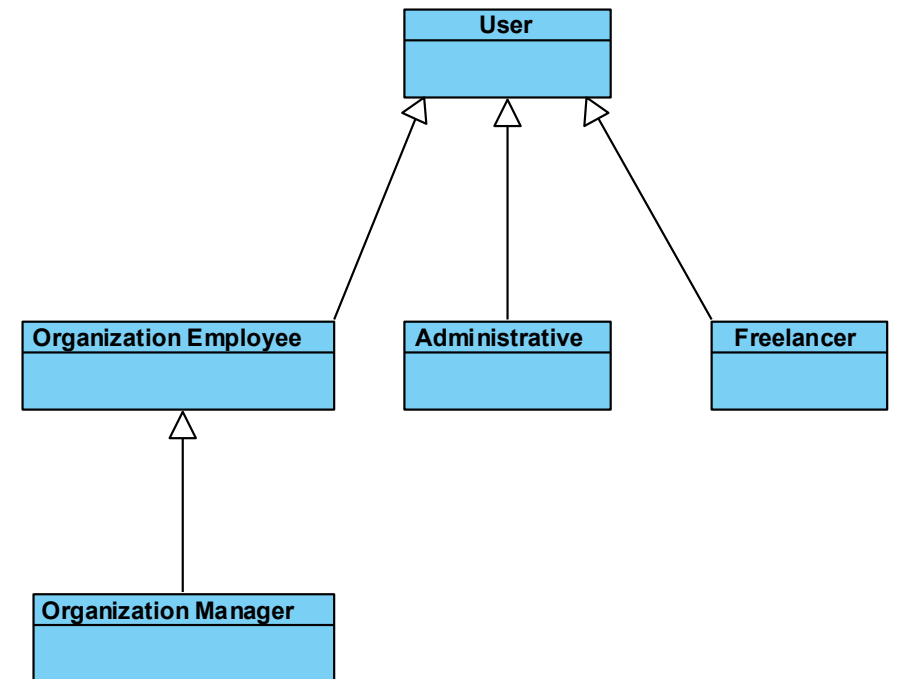 User
Organization Employee
Administrative
Freelancer
Organization Manager